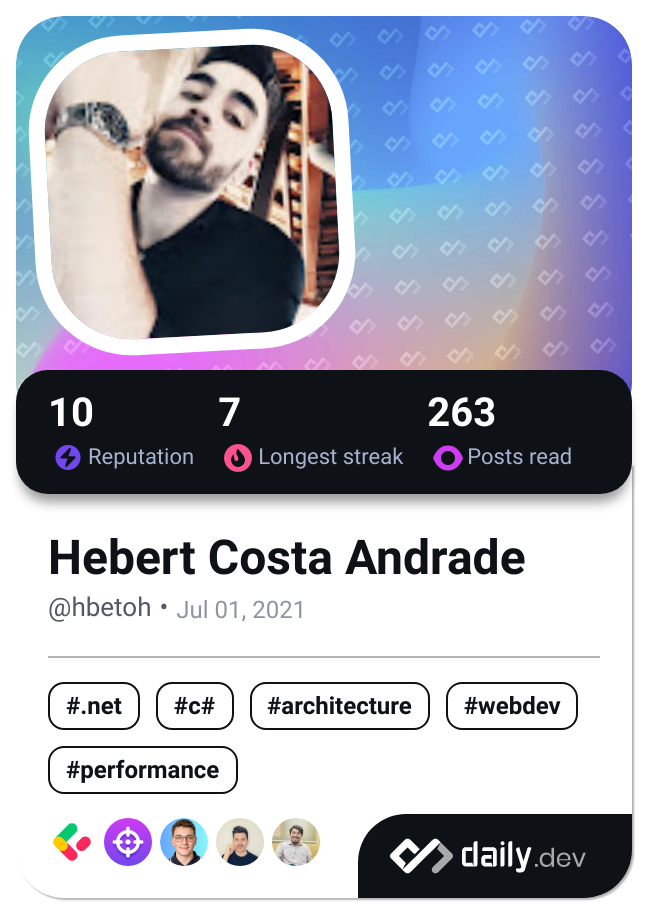 10 7 263
Reputation Longest streak Posts read
Hebert Costa Andrade
@hbetoh • Jul 01, 2021
#.net #c# #architecture #webdev
#performance
daily.dev